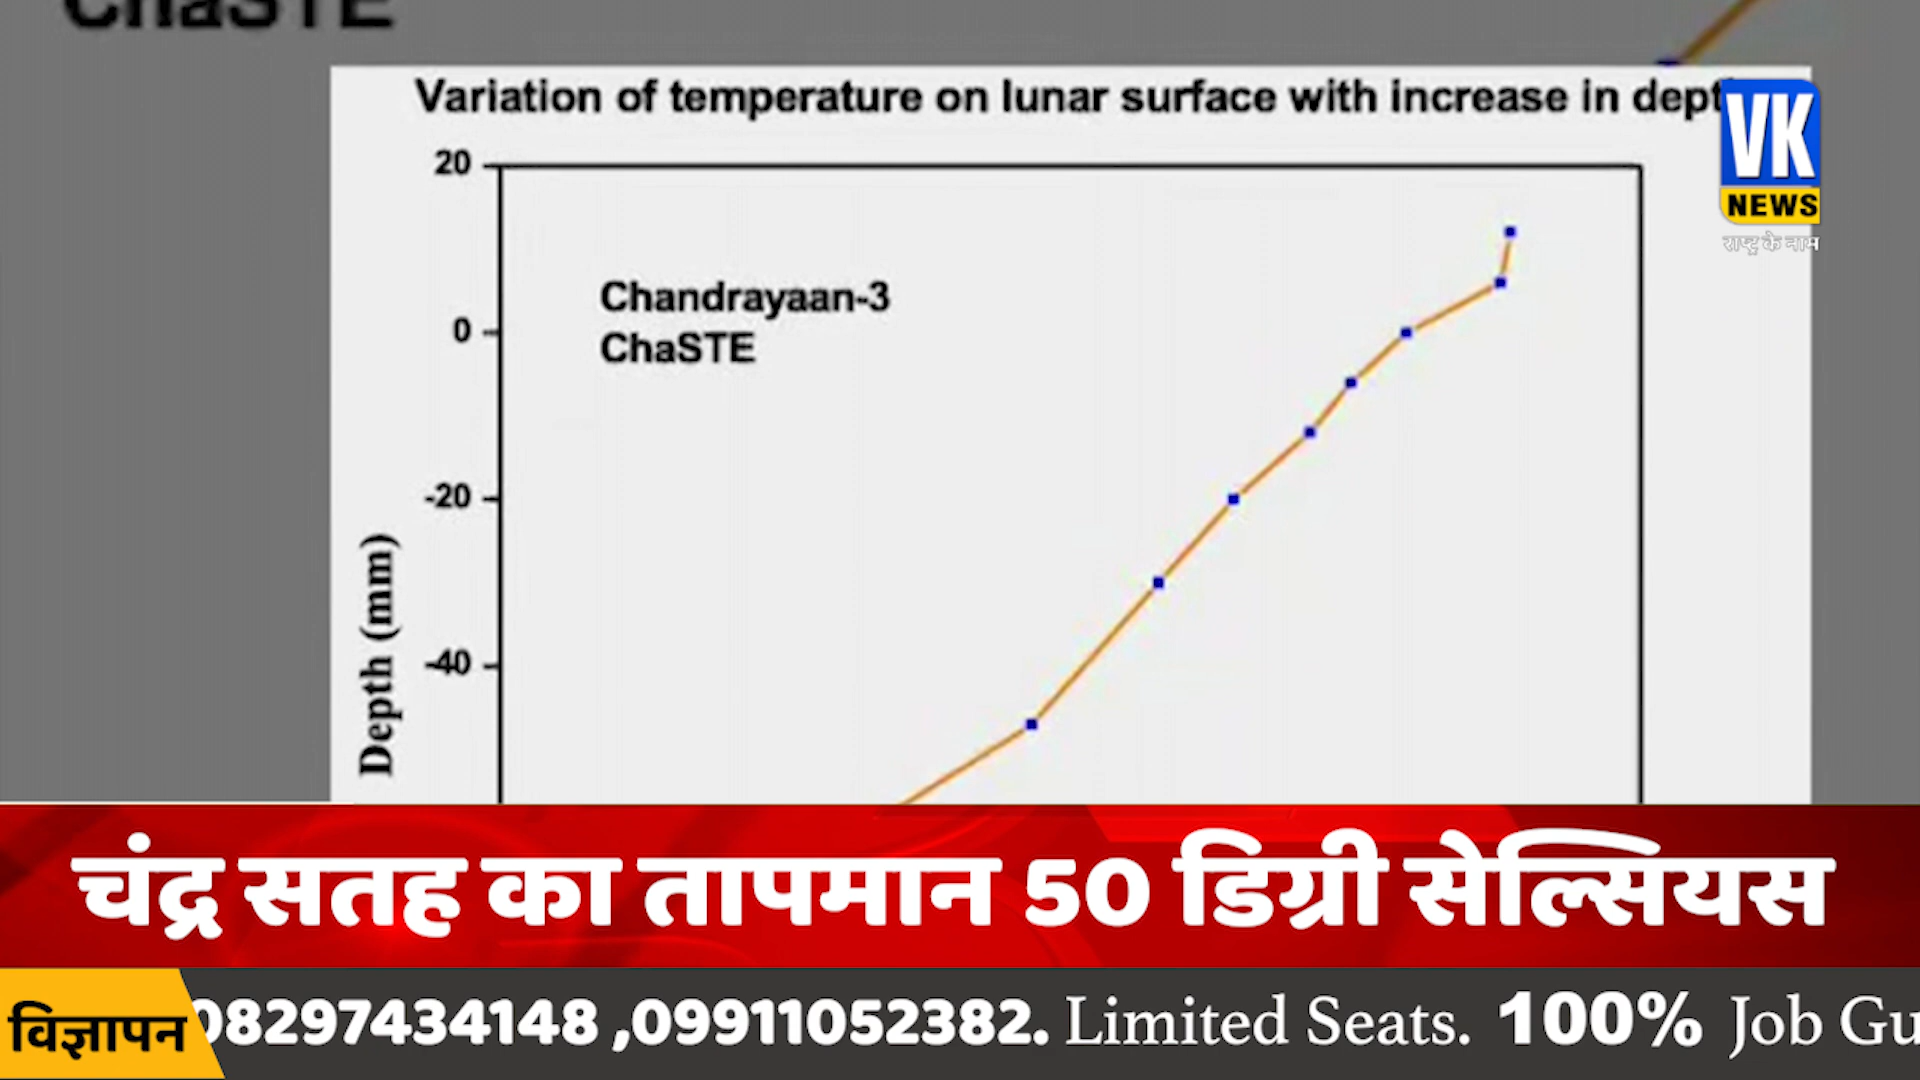 ChaSTE
Variation of temperature on lunar surface with increase in dept
VK
NEWS
राष्ट्र के नाम
20
Chandrayaan-3
0
ChaSTE
-20
Depth (mm)
-40
चंद्र सतह का तापमान 50 डिग्री सेल्सियस
विज्ञापन 08297434148 ,09911052382. Limited Seats. 100% Job Gu